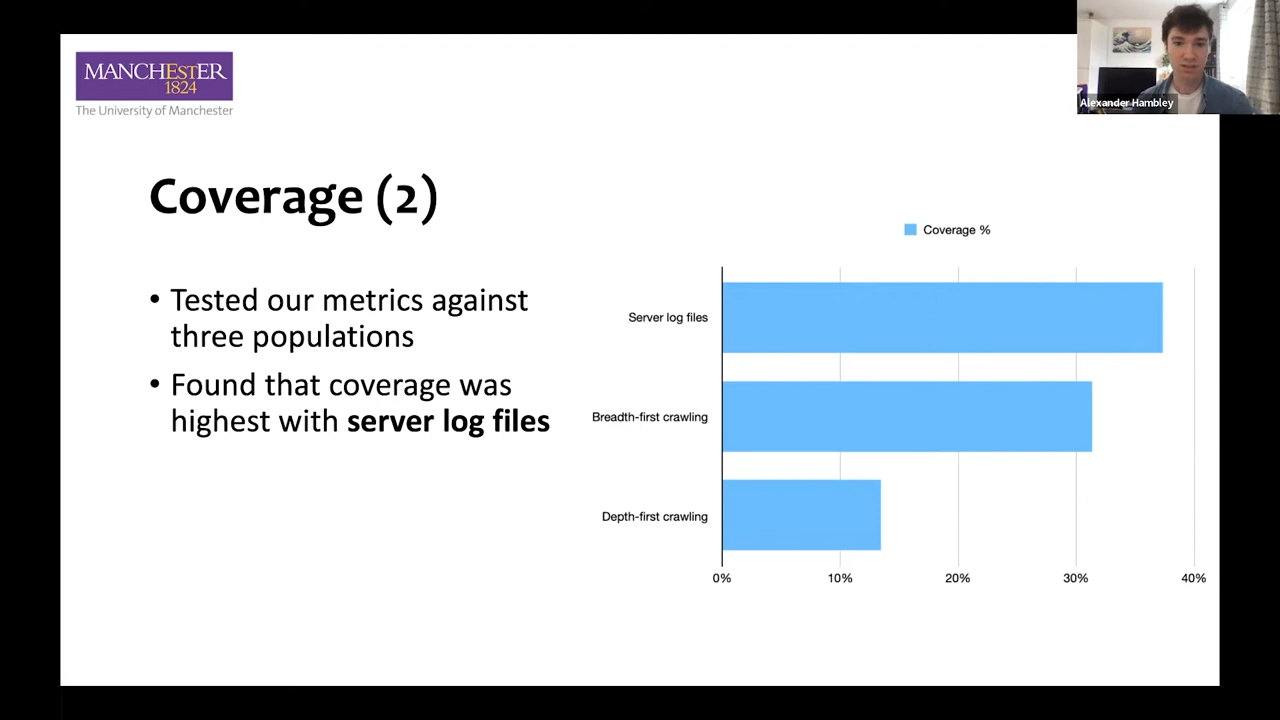 MANCHESTER
1824
The University of Manchester
Alexander Hambley
Coverage (2)
• Tested our metrics against
three populations
• Found that coverage was
highest with server log files
Coverage %
Server log files
Breadth-first crawling
Depth-first crawling
0% 10% 20% 30% 40%